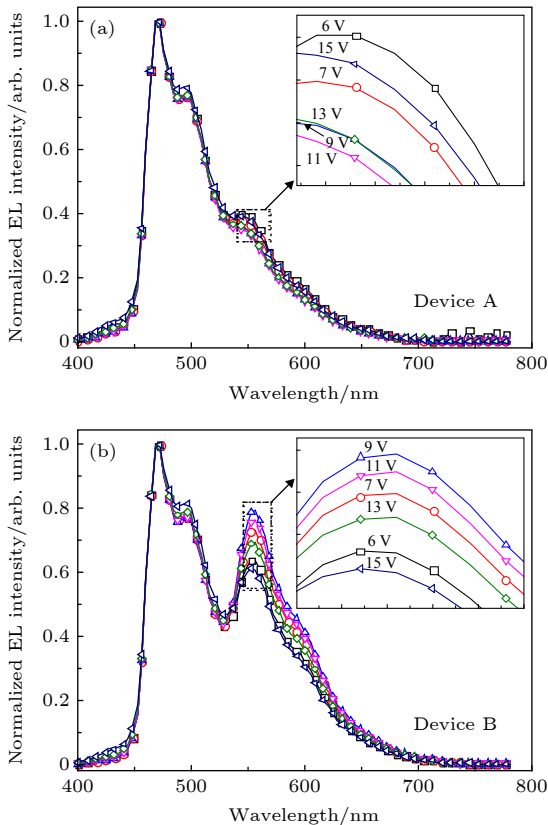 (a)
6 V
15 V
7 V
13 V
9 V
11 V
Normalized EL intensity/arb. units
1.0
0.8
0.6
0.4
0.2
0
Device A
400 500 600 700 800
Wavelength/nm
(b)
9 V
11 V
7 V
13 V
6 V
15 V
Normalized EL intensity/arb. units
1.0
0.8
0.6
0.4
0.2
0
Device B
400 500 600 700 800
Wavelength/nm